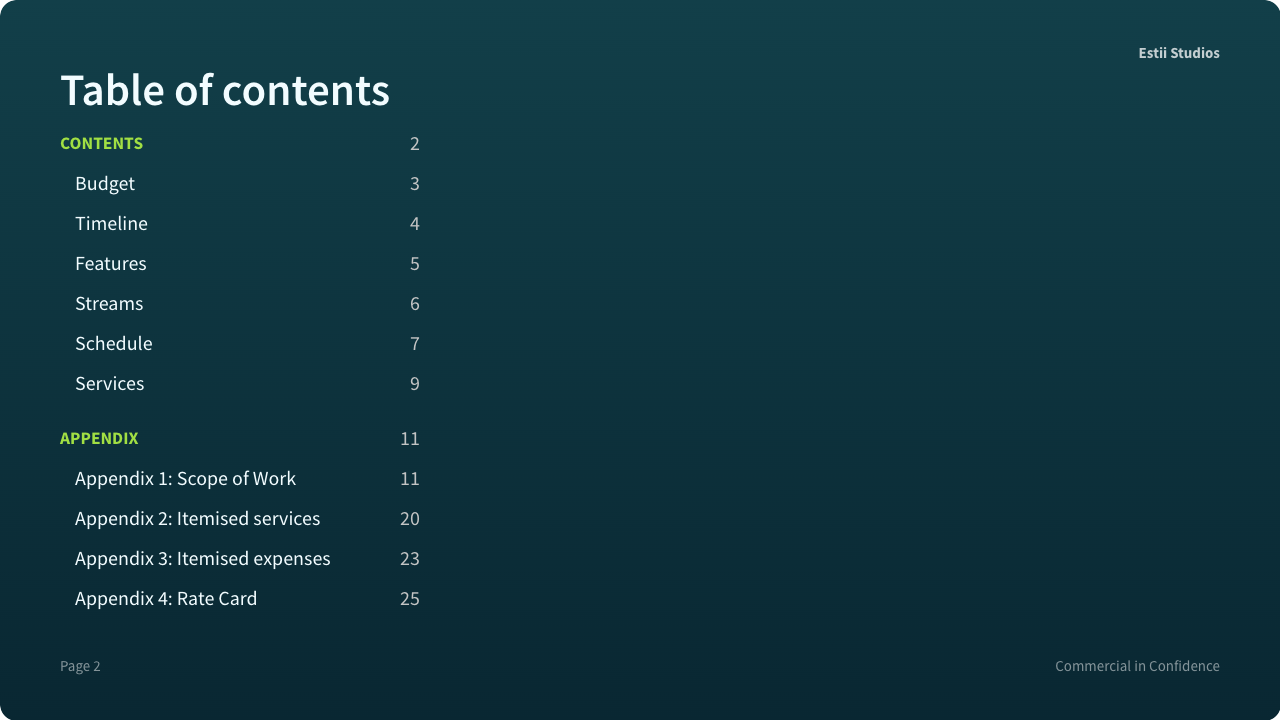 Estii Studios
Table of contents
CONTENTS 2
Budget 3
Timeline 4
Features 5
Streams 6
Schedule 7
Services 9
APPENDIX 11
Appendix 1: Scope of Work 11
Appendix 2: Itemised services 20
Appendix 3: Itemised expenses 23
Appendix 4: Rate Card 25
Page 2
Commercial in Confidence